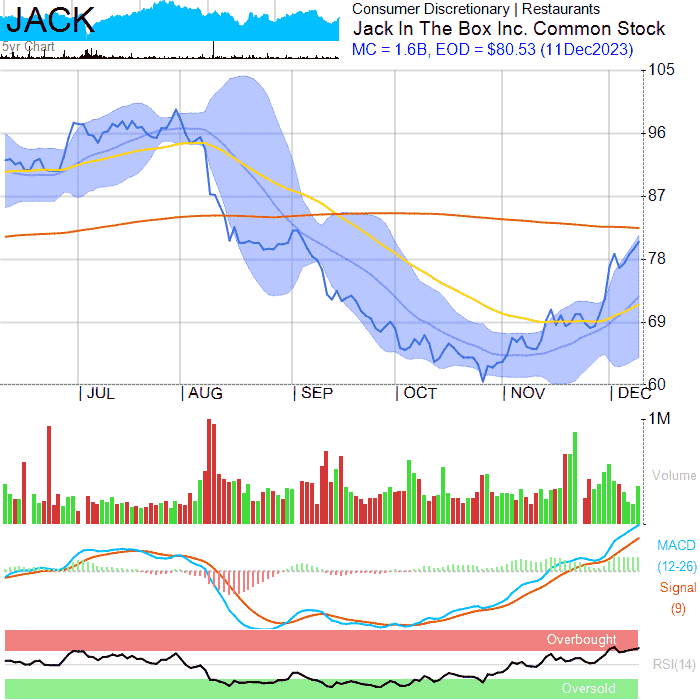 JACK
5yr Chart
Consumer Discretionary | Restaurants
Jack In The Box Inc. Common Stock
MC = 1.6B, EOD = $80.53 (11Dec2023)
105
96
87
78
69
60
JUL
AUG
SEP
OCT
NOV
DEC
1M
Volume
MACD
(12-26)
Signal
(9)
Overbought
RSI(14)
Oversold